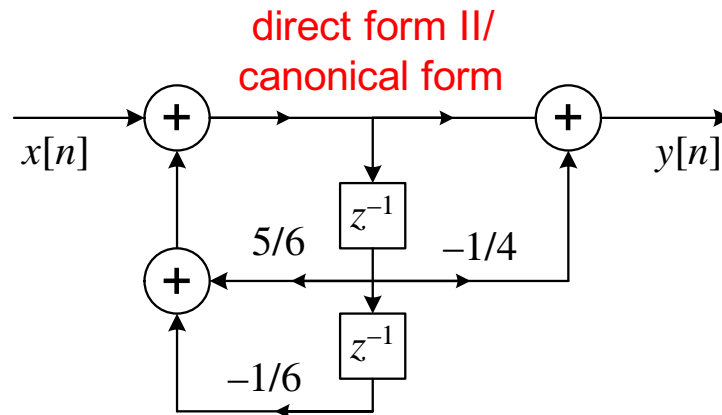 direct form II/
canonical form
+
+
x[n]
y[n]
z⁻¹
5/6
–1/4
+
z⁻¹
–1/6